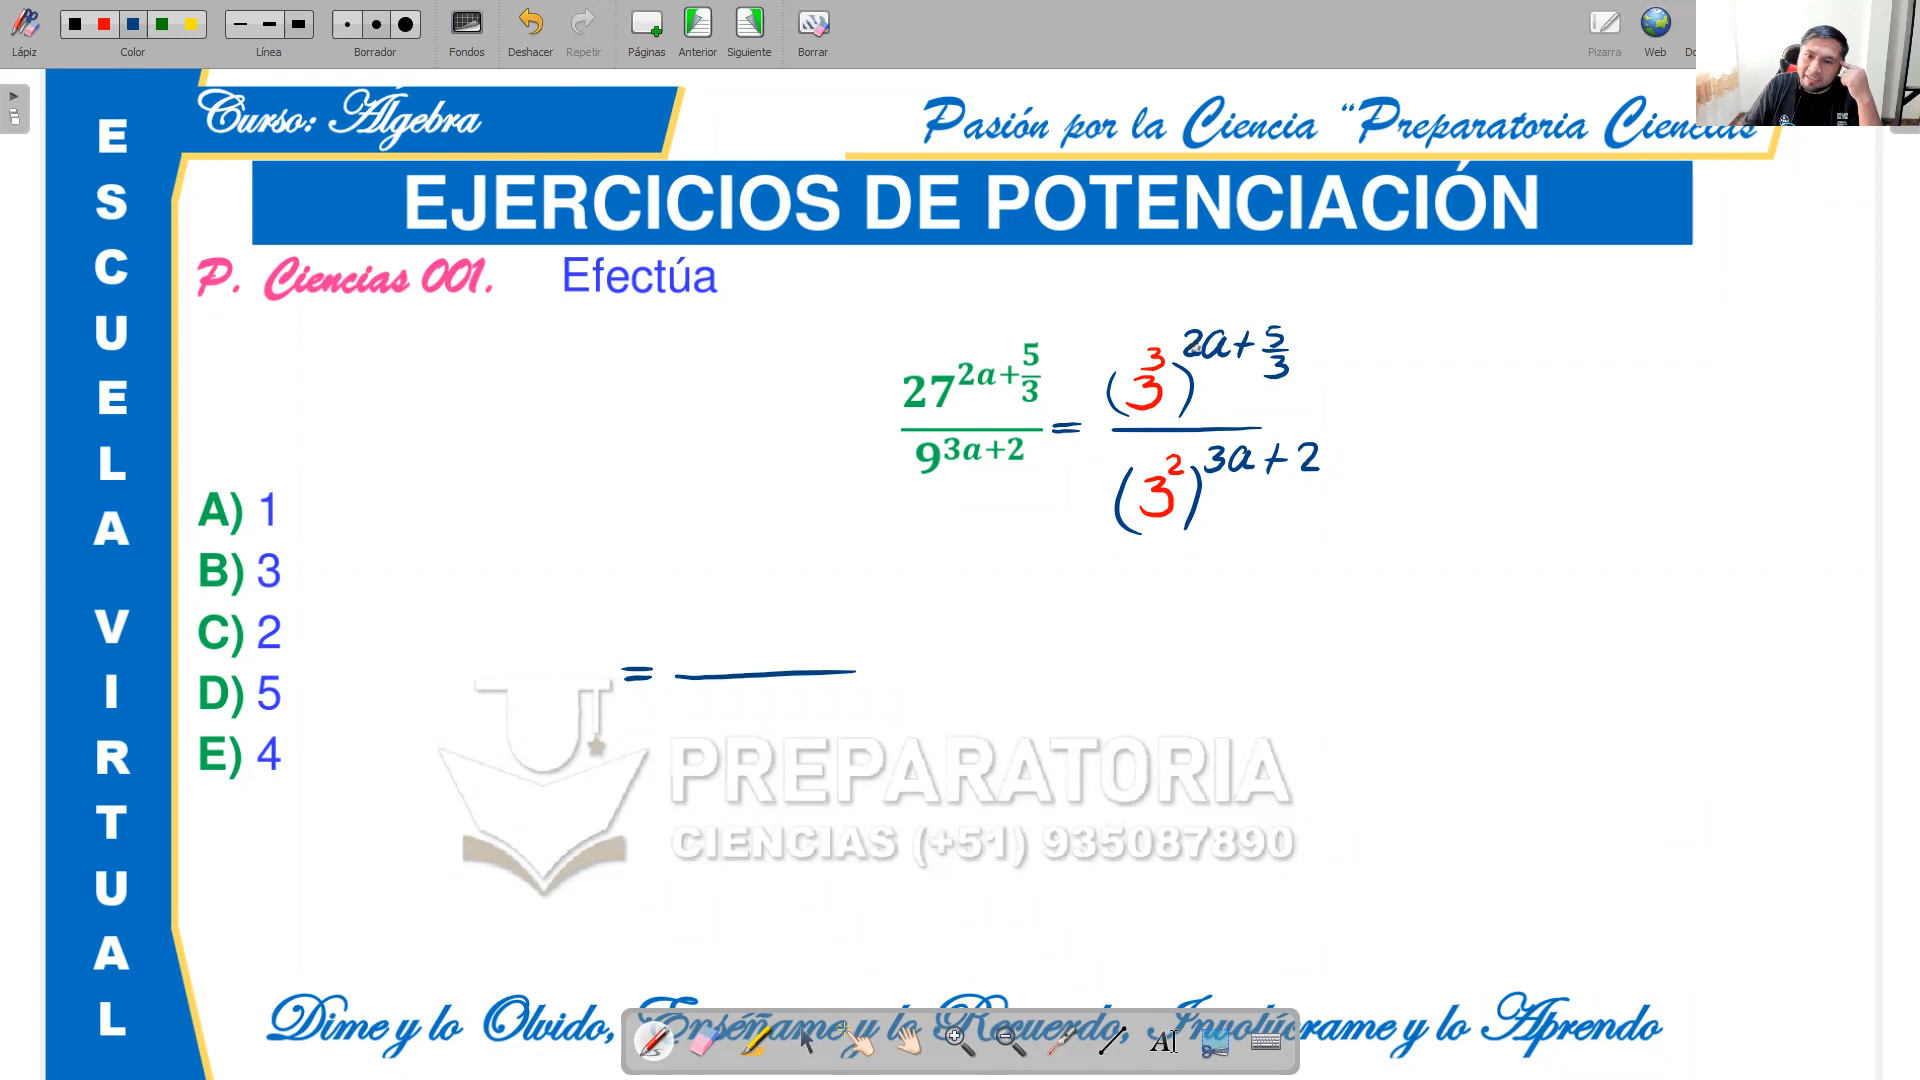 Lápiz
Color
Línea
Borrador
Fondos
Deshacer
Repetir
Páginas
Anterior
Siguiente
Borrar
Pizarra
Web
Curso: Álgebra
Pasión por la Ciencia “Preparatoria Ciencias
ESCUELA VIRTUAL
EJERCICIOS DE POTENCIACIÓN
P. Ciencias 001. Efectúa
27^{2a+5/3} / 9^{3a+2} = (3^3)^{2a+5/3} / (3^2)^{3a+2}
A) 1
B) 3
C) 2
D) 5
E) 4
=
PREPARATORIA
CIENCIAS (+51) 935087890
Dime y lo Olvido, Enséñame y lo Recuerdo, Involúcrame y lo Aprendo